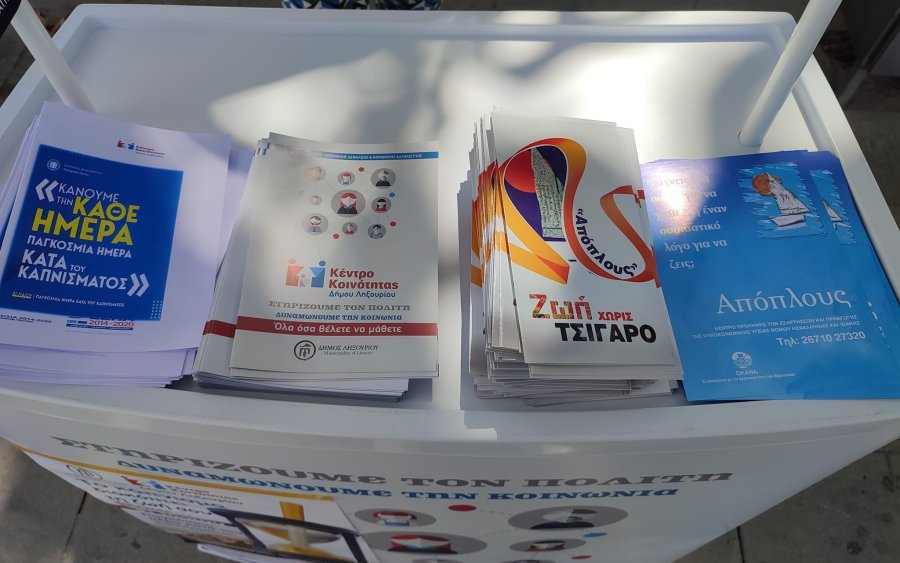 «ΚΑΝΟΥΜΕ
ΤΗΝ ΚΑΘΕ
ΗΜΕΡΑ
ΠΑΓΚΟΣΜΙΑ ΗΜΕΡΑ
ΚΑΤΑ ΤΟΥ
ΚΑΠΝΙΣΜΑΤΟΣ»
ΠΑΓΚΟΣΜΙΑ ΗΜΕΡΑ ΚΑΤΑ ΤΟΥ ΚΑΠΝΙΣΜΑΤΟΣ
2014-2020
Κέντρο
Κοινότητας
Δήμου Ληξουρίου
ΣΤΗΡΙΖΟΥΜΕ ΤΟΝ ΠΟΛΙΤΗ
ΔΥΝΑΜΩΝΟΥΜΕ ΤΗΝ ΚΟΙΝΩΝΙΑ
Όλα όσα θέλετε να μάθετε
ΔΗΜΟΣ ΛΗΞΟΥΡΙΟΥ
Municipality of Lixouri
«Απόπλους»
Ζωή ΧΩΡΙΣ
ΤΣΙΓΑΡΟ
να
έναν
ουσιαστικό
λόγο για να
ζεις;
Απόπλους
ΚΕΝΤΡΟ ΠΡΟΛΗΨΗΣ ΤΩΝ ΕΞΑΡΤΗΣΕΩΝ ΚΑΙ ΠΡΟΑΓΩΓΗΣ
ΤΗΣ ΨΥΧΟΚΟΙΝΩΝΙΚΗΣ ΥΓΕΙΑΣ ΝΟΜΟΥ ΚΕΦΑΛΛΗΝΙΑΣ ΚΑΙ ΙΘΑΚΗΣ
Τηλ: 26710 27320
ΟΚΑΝΑ
ΣΤΗΡΙΖΟΥΜΕ ΤΟΝ ΠΟΛΙΤΗ
ΔΥΝΑΜΩΝΟΥΜΕ ΤΗΝ ΚΟΙΝΩΝΙΑ